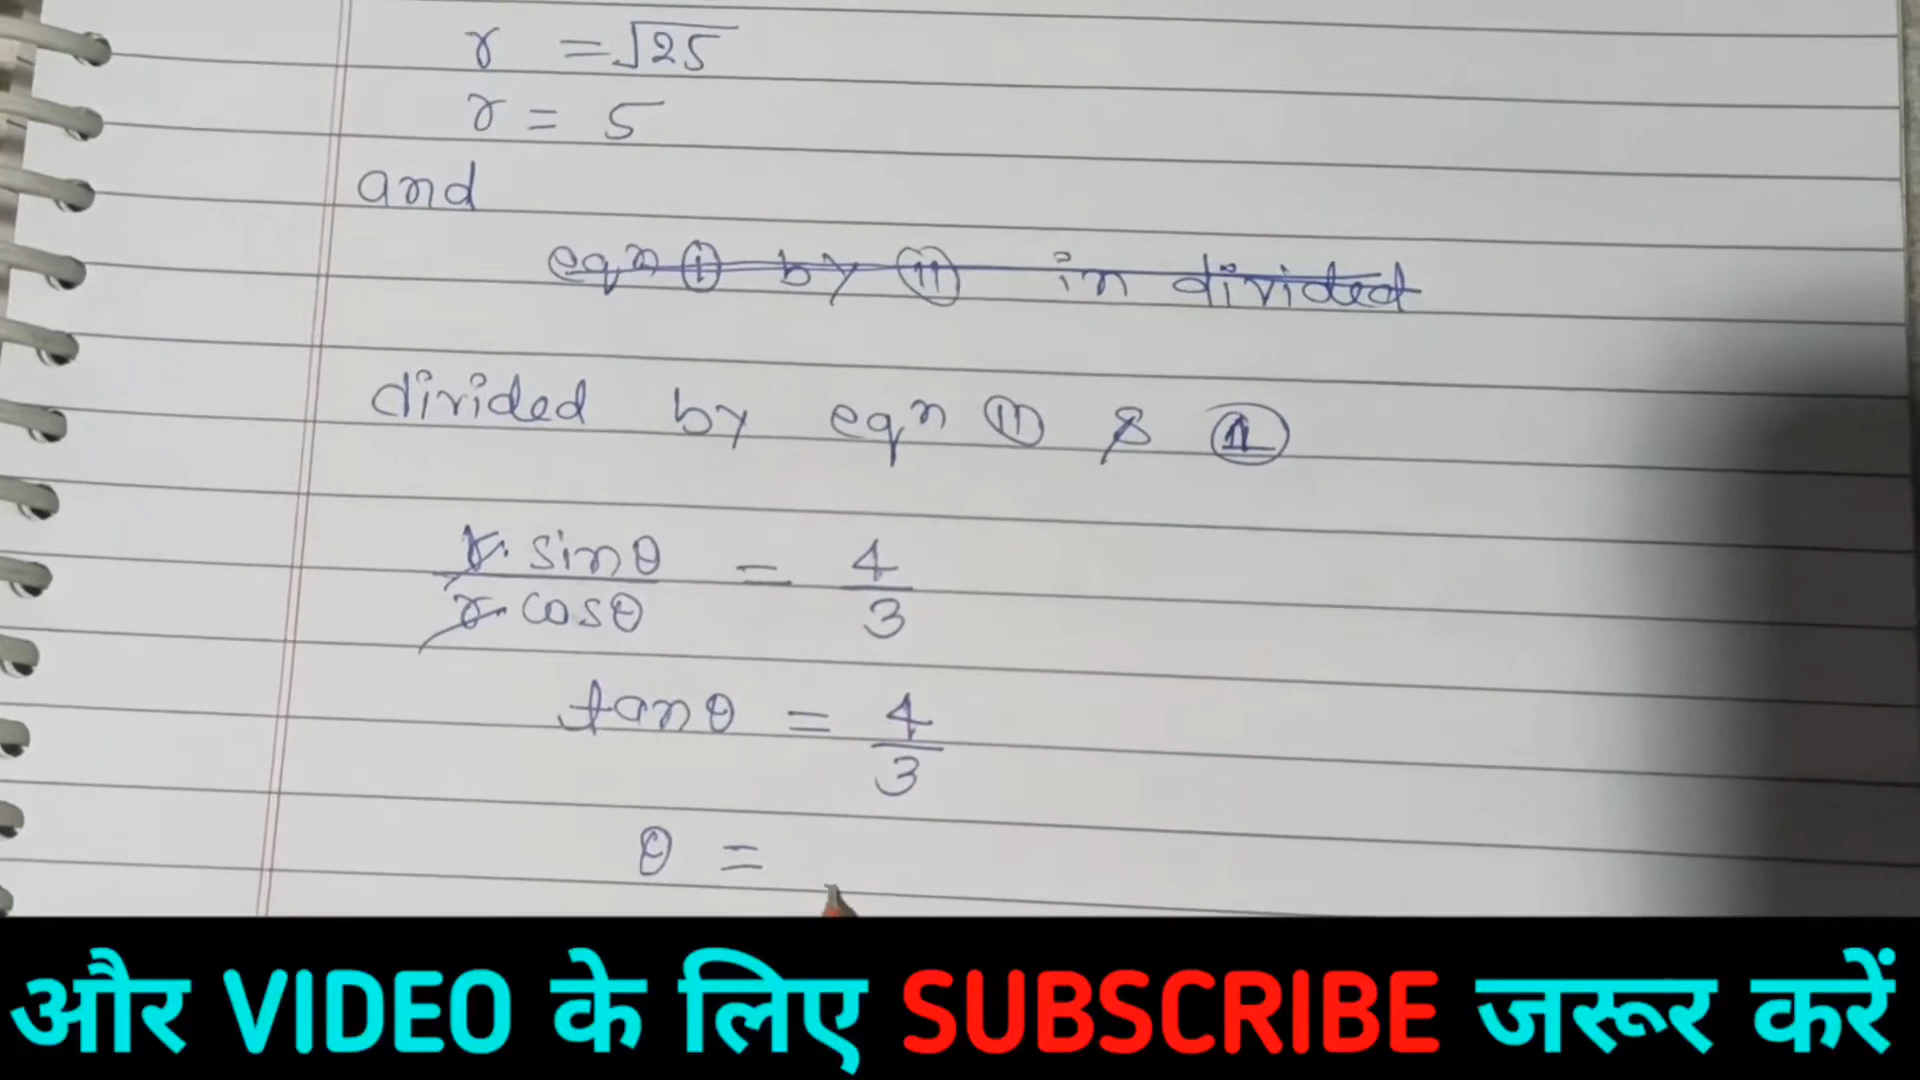 r = √25
r = 5
and
eqn (i) by (ii) in divided
divided by eqn (ii) & (1)
r. sinθ / r. cosθ = 4/3
tanθ = 4/3
θ =
और VIDEO के लिए SUBSCRIBE जरूर करें